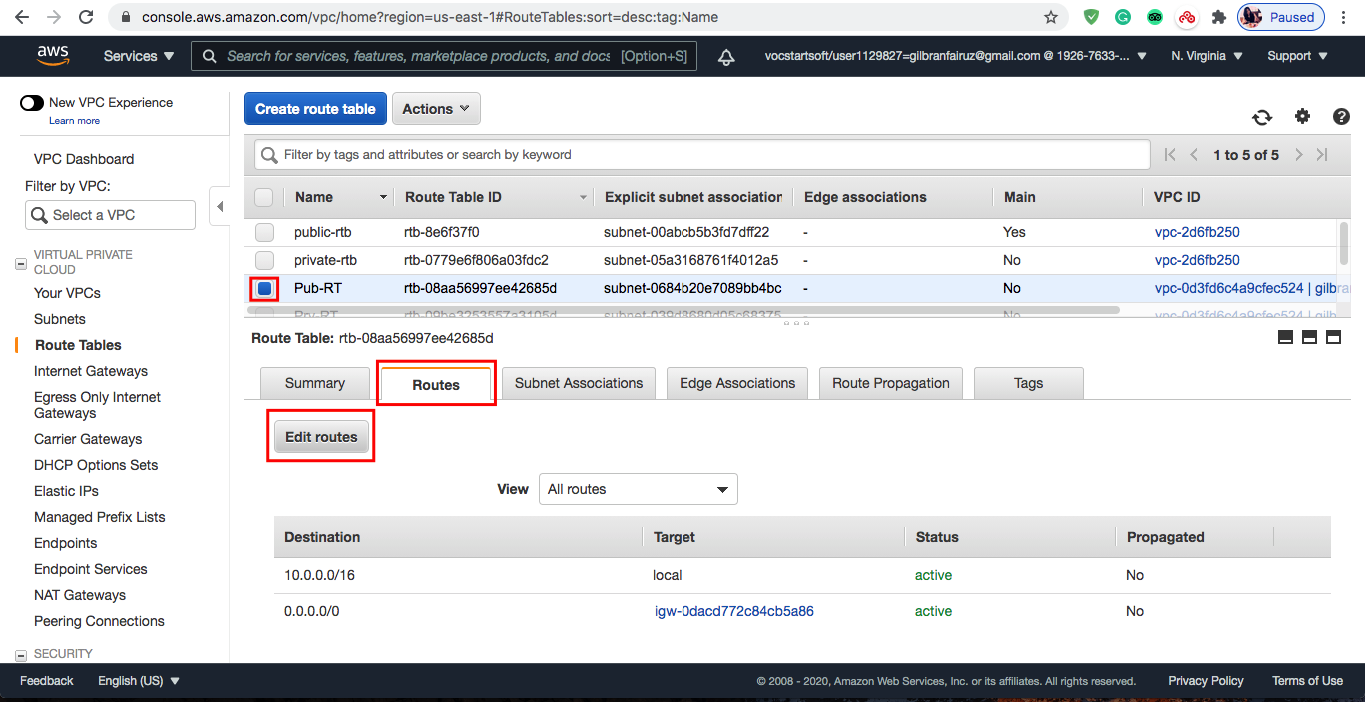 console.aws.amazon.com/vpc/home?region=us-east-1#RouteTables:sort=desc:tag:Name
Paused
aws
Services
Search for services, features, marketplace products, and docs [Option+S]
vocstartsoft/user1129827=gilbranfairuz@gmail.com @ 1926-7633-...
N. Virginia
Support
New VPC Experience
Learn more
VPC Dashboard
Filter by VPC:
Select a VPC
VIRTUAL PRIVATE
CLOUD
Your VPCs
Subnets
Route Tables
Internet Gateways
Egress Only Internet
Gateways
Carrier Gateways
DHCP Options Sets
Elastic IPs
Managed Prefix Lists
Endpoints
Endpoint Services
NAT Gateways
Peering Connections
SECURITY
Create route table
Actions
Filter by tags and attributes or search by keyword
1 to 5 of 5
Name Route Table ID Explicit subnet association Edge associations Main VPC ID
public-rtb rtb-8e6f37f0 subnet-00abcb5b3fd7dff22 - Yes vpc-2d6fb250
private-rtb rtb-0779e6f806a03fdc2 subnet-05a3168761f4012a5 - No vpc-2d6fb250
Pub-RT rtb-08aa56997ee42685d subnet-0684b20e7089bb4bc - No vpc-0d3fd6c4a9cfec524 | gilbra
Prv-RT rtb-09be3253557a3105d subnet-039d8680d05c68375 No vpc-0d3fd6c4a9cfec524 | gilbra
Route Table: rtb-08aa56997ee42685d
Summary
Routes
Subnet Associations
Edge Associations
Route Propagation
Tags
Edit routes
View All routes
Destination Target Status Propagated
10.0.0.0/16 local active No
0.0.0.0/0 igw-0dacd772c84cb5a86 active No
Feedback
English (US)
© 2008 - 2020, Amazon Web Services, Inc. or its affiliates. All rights reserved.
Privacy Policy
Terms of Use